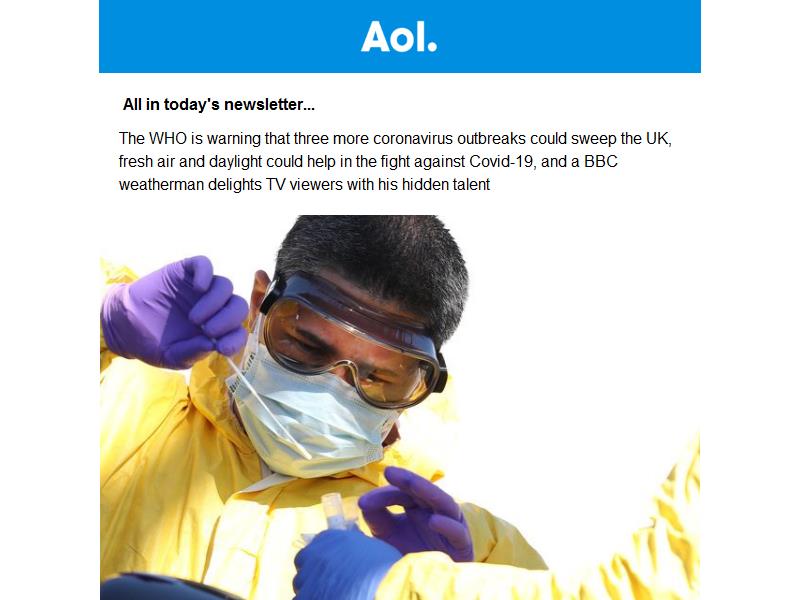 Aol.
All in today's newsletter...
The WHO is warning that three more coronavirus outbreaks could sweep the UK,
fresh air and daylight could help in the fight against Covid-19, and a BBC
weatherman delights TV viewers with his hidden talent